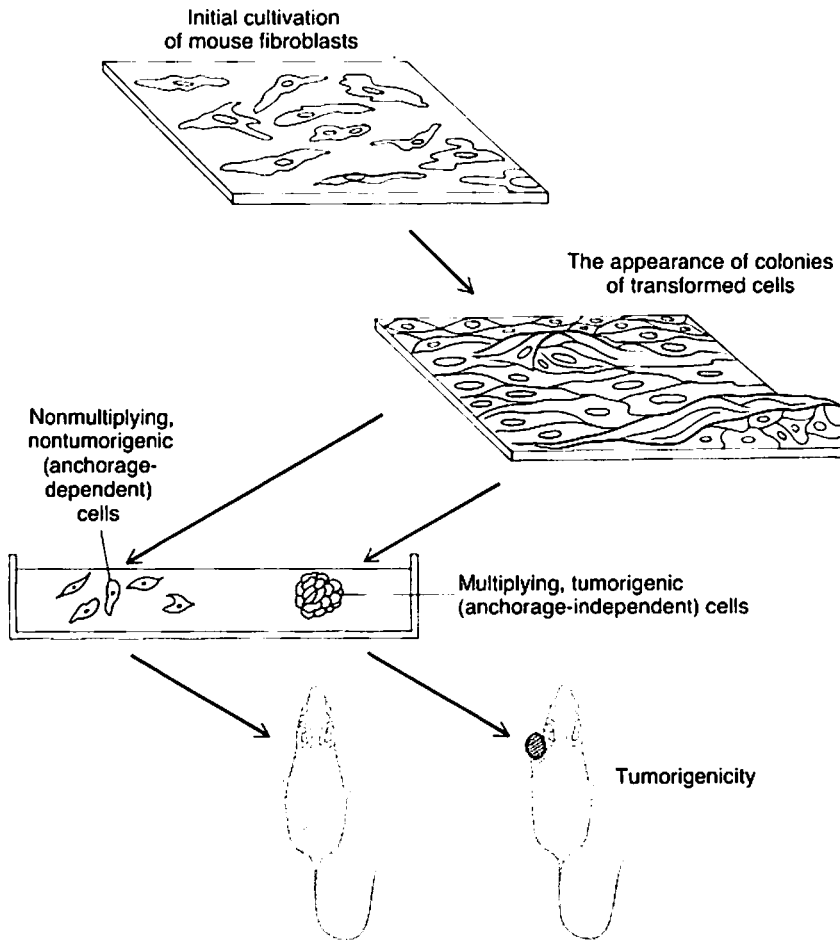 Initial cultivation
of mouse fibroblasts
The appearance of colonies
of transformed cells
Nonmultiplying,
nontumorigenic
(anchorage-
dependent)
cells
Multiplying, tumorigenic
(anchorage-independent) cells
Tumorigenicity